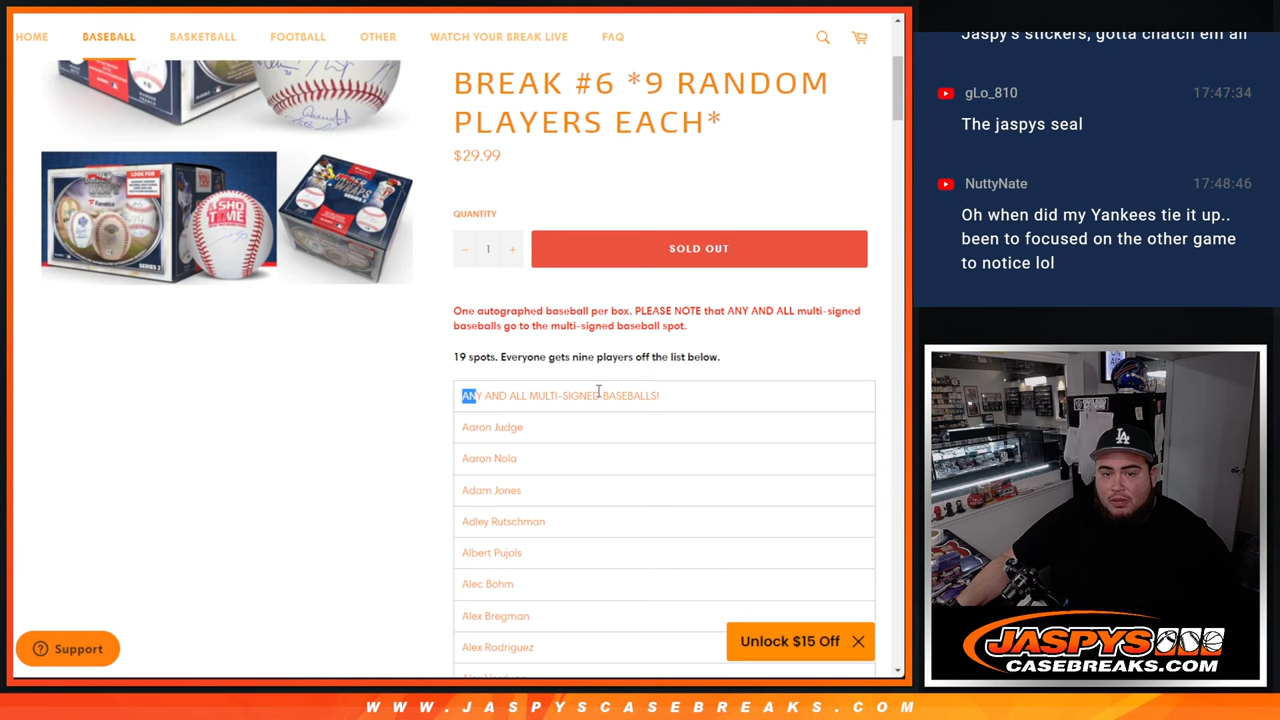 HOME BASEBALL BASKETBALL FOOTBALL OTHER WATCH YOUR BREAK LIVE FAQ
BREAK #6 *9 RANDOM
PLAYERS EACH*
$29.99
QUANTITY
− 1 +
SOLD OUT
One autographed baseball per box. PLEASE NOTE that ANY AND ALL multi-signed
baseballs go to the multi-signed baseball spot.
19 spots. Everyone gets nine players off the list below.
ANY AND ALL MULTI-SIGNED BASEBALLS!
Aaron Judge
Aaron Nola
Adam Jones
Adley Rutschman
Albert Pujols
Alec Bohm
Alex Bregman
Alex Rodriguez
Support
Unlock $15 Off
Jaspy's stickers, gotta chatch em all
gLo_810 17:47:34
The jaspys seal
NuttyNate 17:48:46
Oh when did my Yankees tie it up..
been to focused on the other game
to notice lol
LA
JASPYS
CASEBREAKS.COM
WWW.JASPYSCASEBREAKS.COM